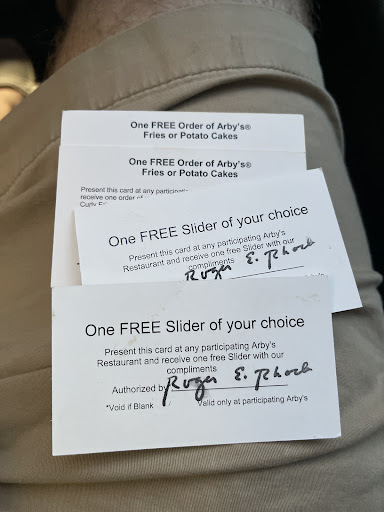 One FREE Order of Arby's®
Fries or Potato Cakes
One FREE Order of Arby's®
Fries or Potato Cakes
Present this card at any
receive one order of
Curly
One FREE Slider of your choice
Present this card at any participating Arby's
Restaurant and receive one free Slider with our
compliments
Roger E.
One FREE Slider of your choice
Present this card at any participating Arby's
Restaurant and receive one free Slider with our
compliments
Authorized by Roger E.
*Void if Blank Valid only at participating Arby's